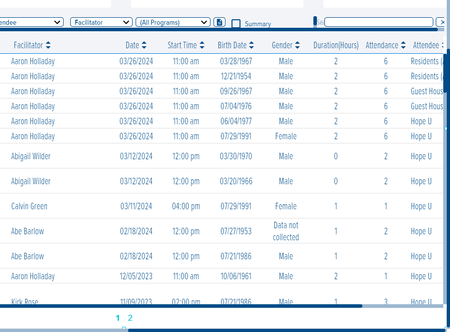 endee Facilitator (All Programs) Summary
Facilitator Date Start Time Birth Date Gender Duration(Hours) Attendance Attendee
Aaron Holladay 03/26/2024 11:00 am 03/28/1967 Male 2 6 Residents (
Aaron Holladay 03/26/2024 11:00 am 12/21/1954 Male 2 6 Residents (
Aaron Holladay 03/26/2024 11:00 am 09/26/1967 Male 2 6 Guest Hous
Aaron Holladay 03/26/2024 11:00 am 07/04/1976 Male 2 6 Guest Hous
Aaron Holladay 03/26/2024 11:00 am 06/04/1977 Male 2 6 Hope U
Aaron Holladay 03/26/2024 11:00 am 07/29/1991 Female 2 6 Hope U
Abigail Wilder 03/12/2024 12:00 pm 03/30/1970 Male 0 2 Hope U
Abigail Wilder 03/12/2024 12:00 pm 03/20/1966 Male 0 2 Hope U
Calvin Green 03/11/2024 04:00 pm 07/29/1991 Female 1 1 Hope U
Abe Barlow 02/18/2024 12:00 pm 07/27/1953 Data not collected 1 2 Hope U
Abe Barlow 02/18/2024 12:00 pm 07/21/1986 Male 1 2 Hope U
Aaron Holladay 12/05/2023 11:00 am 10/06/1961 Male 2 1 Hope U
Kirk Rose 11/09/2023 02:00 pm 07/21/1986 Male 1 3 Hope U
1 2